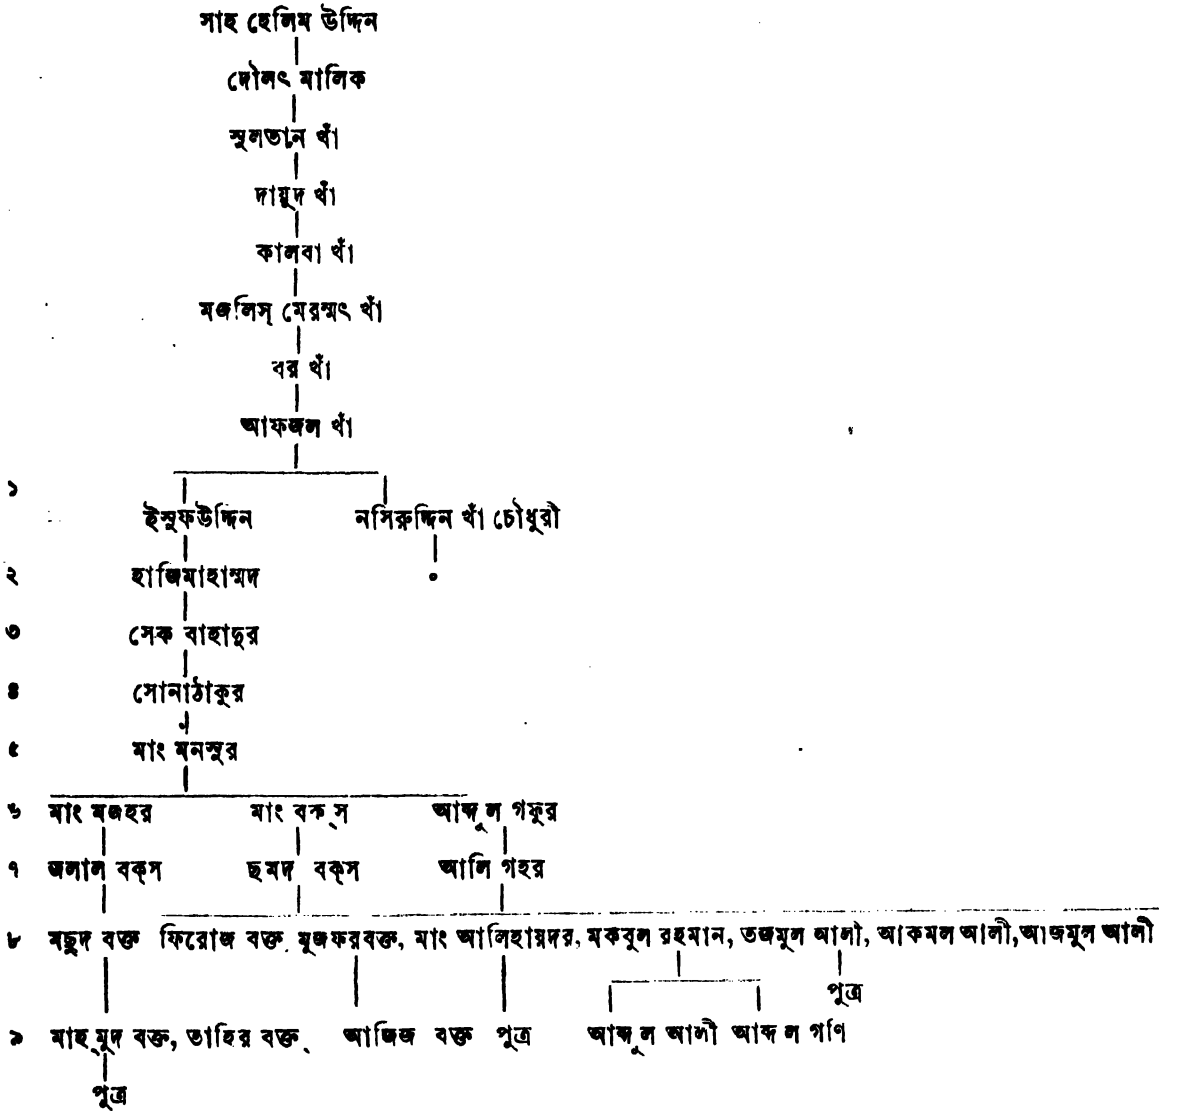 সাহ হেলিম উদ্দিন
দৌলৎ মালিক
সুলতান খাঁ
দায়ুদ খাঁ
কালবা খাঁ
মজলিস্ মেরম্মৎ খাঁ
বর খাঁ
আফজল খাঁ
১
ইসুফউদ্দিন নসিরুদ্দিন খাঁ চৌধুরী
২ হাজিমাহাম্মদ
৩ সেক বাহাদুর
৪ সোনাঠাকুর
৫ মাং মনসুর
৬ মাং মজহর মাং বক্স আব্দুল গফুর
৭ জলাল বক্স ছমদ বক্স আলি গহর
৮ মছুদ বক্ত ফিরোজ বক্ত মুজফরবক্ত, মাং আলিহায়দর, মকবুল রহমান, তজমুল আলী, আকমল আলী, আজমুল আলী
পুত্র
৯ মাহ্মুদ বক্ত, তাহির বক্ত্ আজিজ বক্ত পুত্র আব্দুল আলী আব্দল গণি
পুত্র